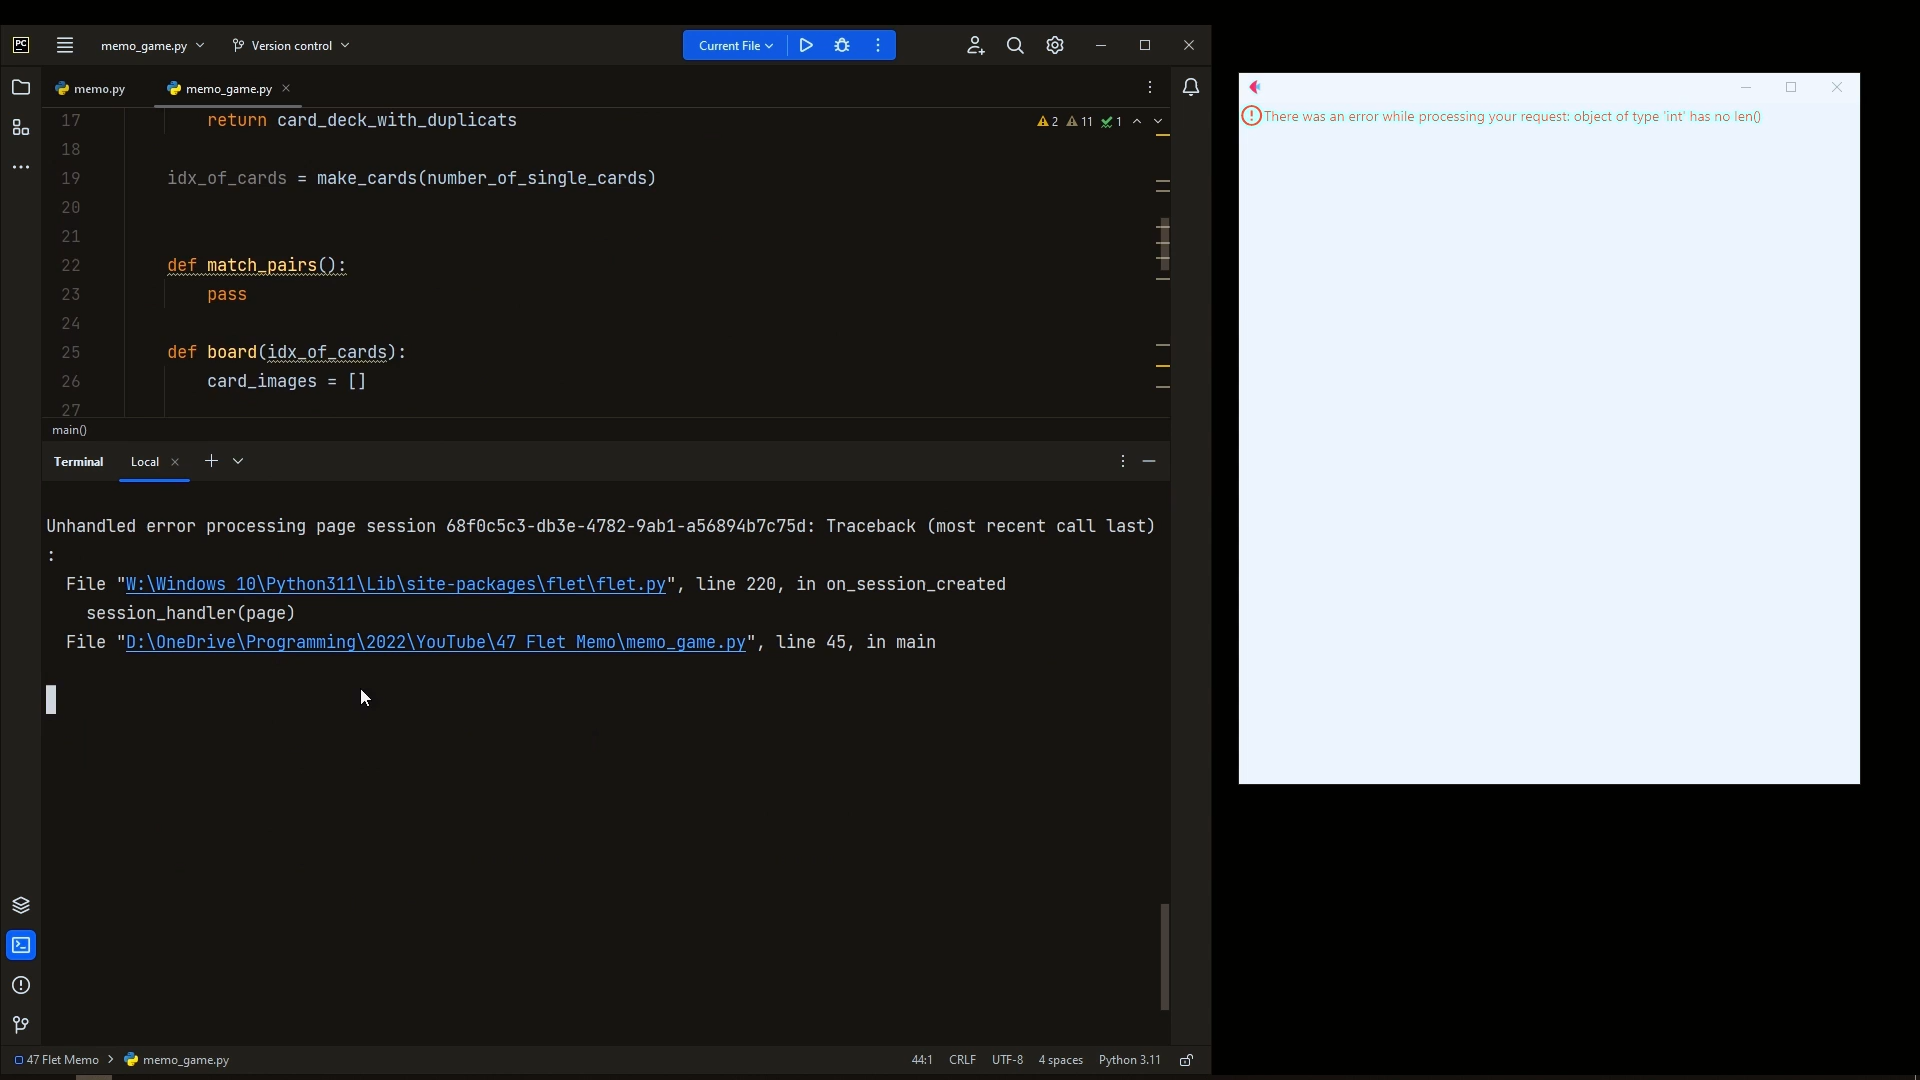 PC memo_game.py Version control Current File
memo.py memo_game.py
17 return card_deck_with_duplicats 2 11 1
18
19 idx_of_cards = make_cards(number_of_single_cards)
20
21
22 def match_pairs():
23 pass
24
25 def board(idx_of_cards):
26 card_images = []
27
main()
Terminal Local
Unhandled error processing page session 68f0c5c3-db3e-4782-9ab1-a56894b7c75d: Traceback (most recent call last)
:
File "W:\Windows 10\Python311\Lib\site-packages\flet\flet.py", line 220, in on_session_created
session_handler(page)
File "D:\OneDrive\Programming\2022\YouTube\47 Flet Memo\memo_game.py", line 45, in main
47 Flet Memo > memo_game.py 44:1 CRLF UTF-8 4 spaces Python 3.11
There was an error while processing your request: object of type 'int' has no len()